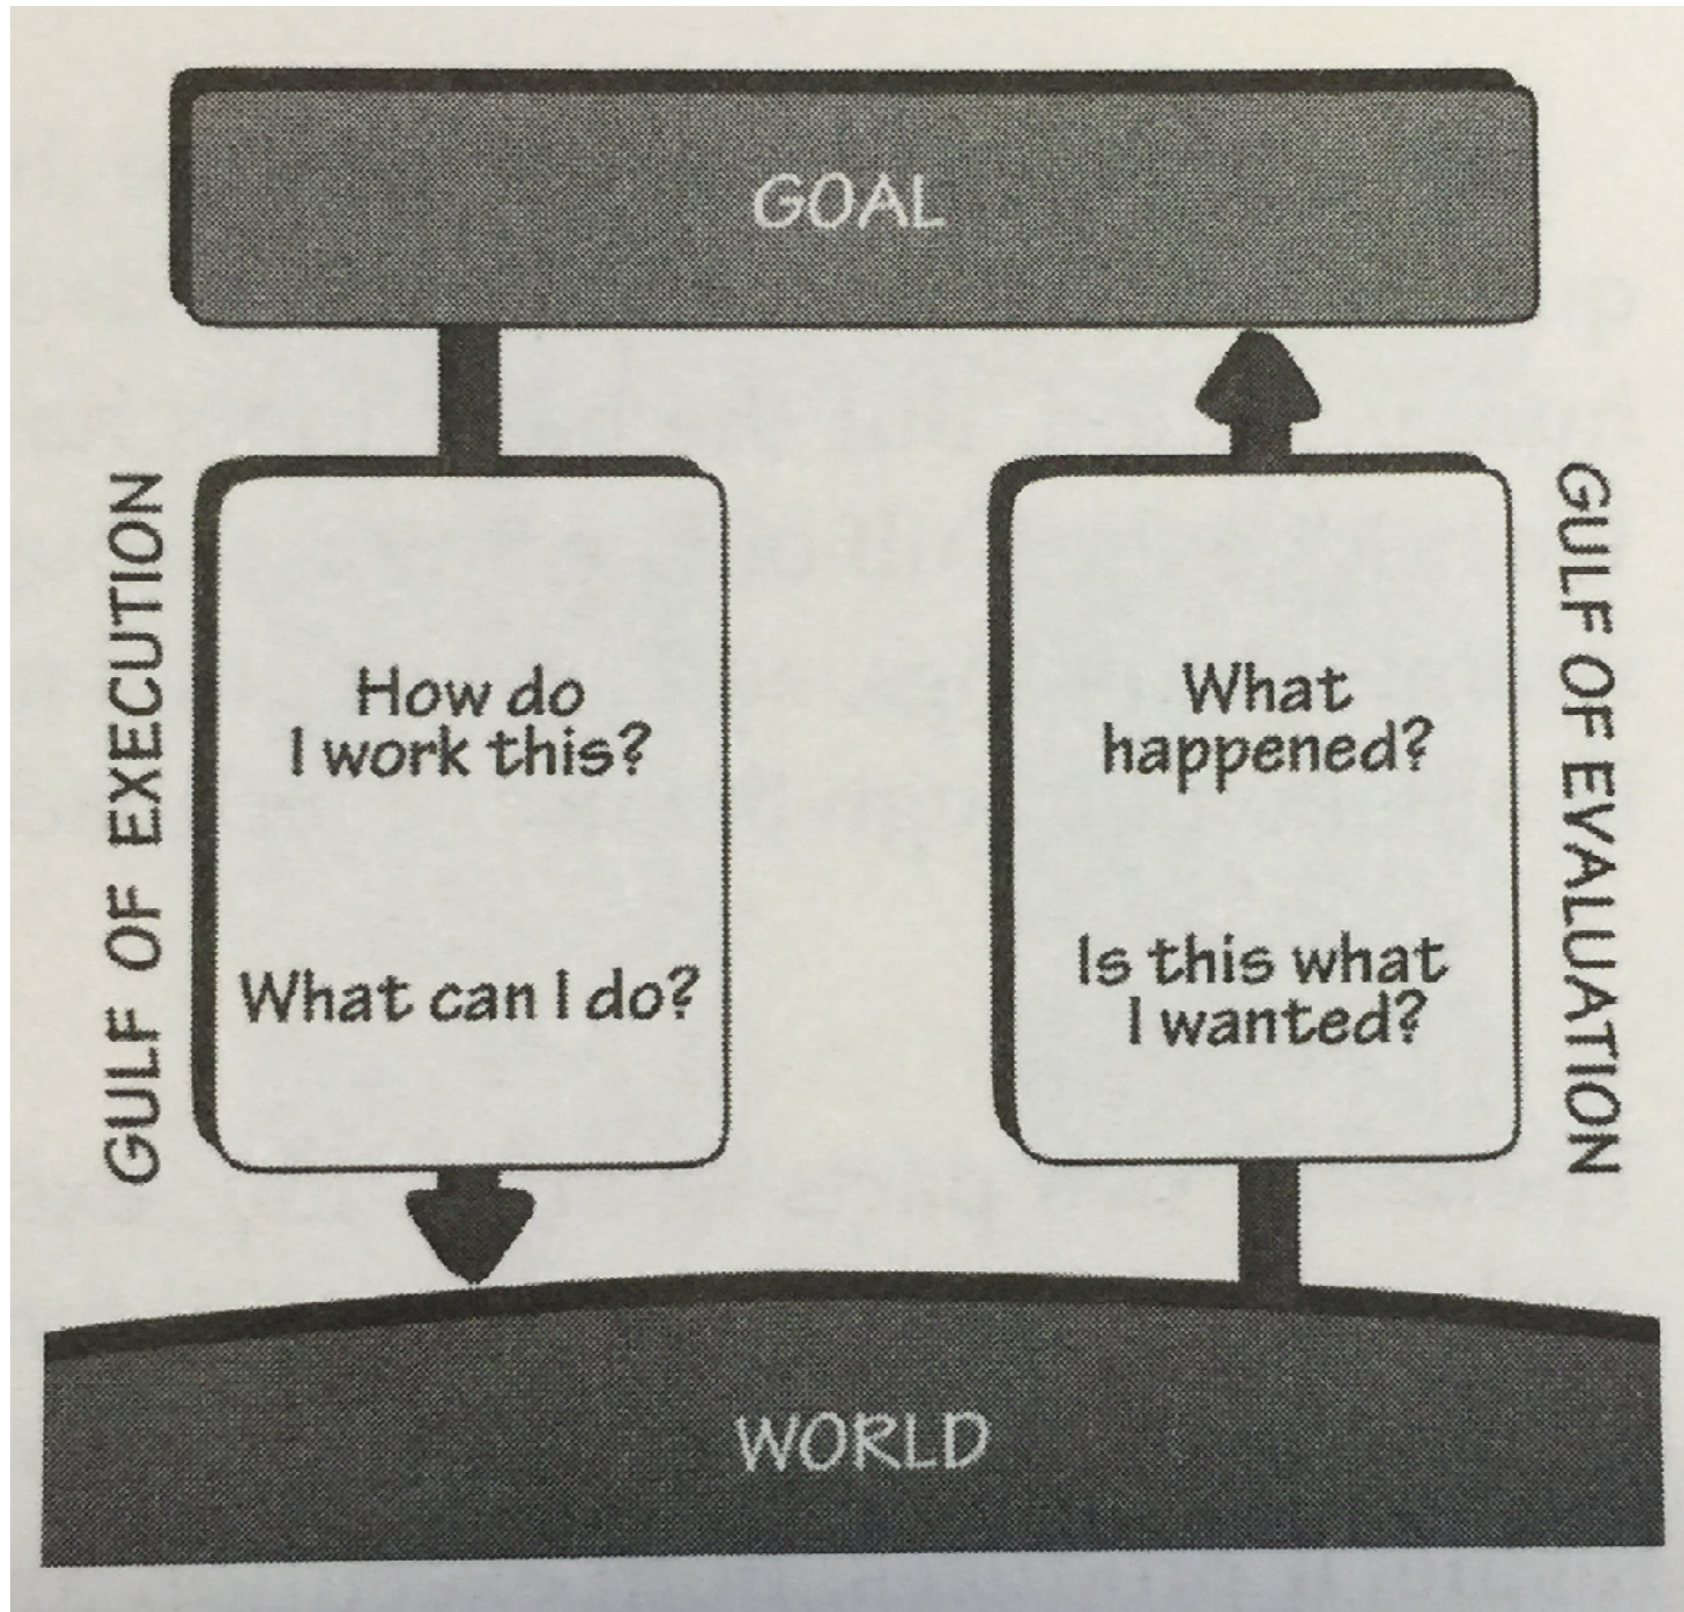 GOAL
GULF OF EXECUTION
How do
I work this?
What can I do?
What
happened?
Is this what
I wanted?
GULF OF EVALUATION
WORLD